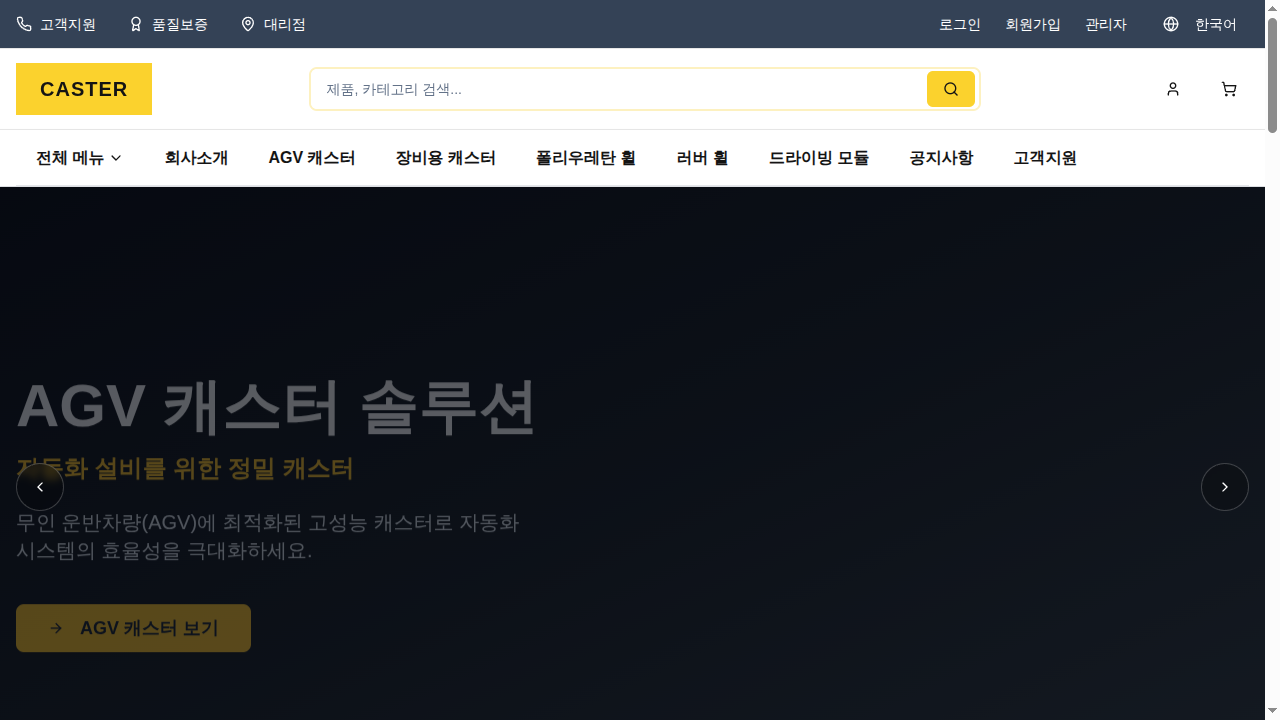 고객지원 품질보증 대리점 로그인 회원가입 관리자 한국어
CASTER 제품, 카테고리 검색...
전체 메뉴 회사소개 AGV 캐스터 장비용 캐스터 폴리우레탄 휠 러버 휠 드라이빙 모듈 공지사항 고객지원
AGV 캐스터 솔루션
자동화 설비를 위한 정밀 캐스터
무인 운반차량(AGV)에 최적화된 고성능 캐스터로 자동화
시스템의 효율성을 극대화하세요.
AGV 캐스터 보기